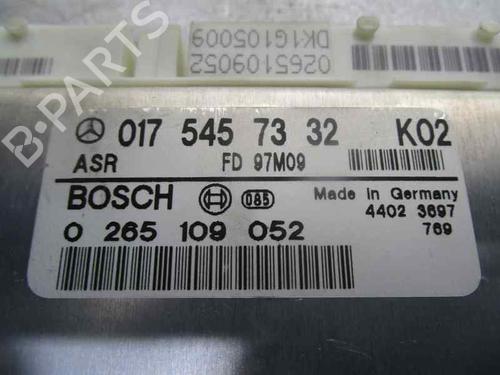 02651109052
DK1G105009
017 545 73 32 K02
ASR FD 97M09
BOSCH 085 Made in Germany
0 265 109 052 4402 3697
769
B-PARTS